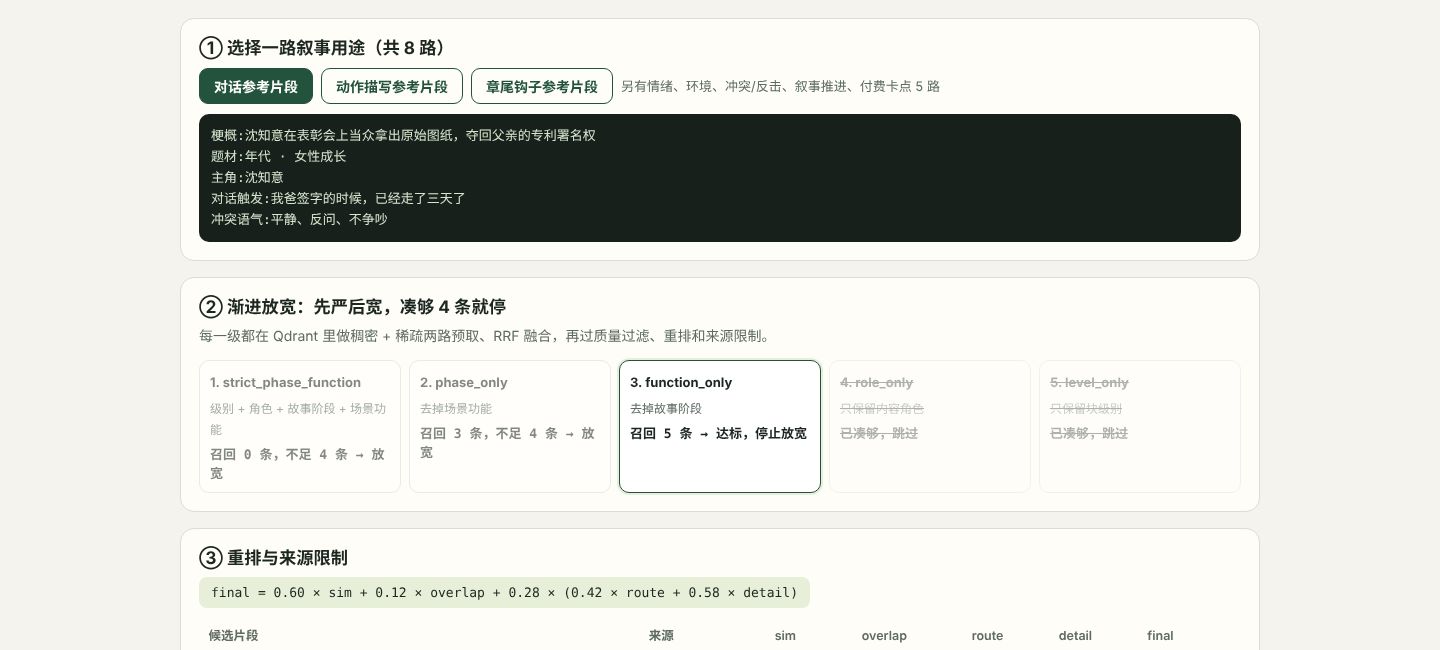 ① 选择一路叙事用途（共 8 路）
对话参考片段 动作描写参考片段 章尾钩子参考片段 另有情绪、环境、冲突/反击、叙事推进、付费卡点 5 路
梗概:沈知意在表彰会上当众拿出原始图纸，夺回父亲的专利署名权
题材:年代 · 女性成长
主角:沈知意
对话触发:我爸签字的时候，已经走了三天了
冲突语气:平静、反问、不争吵
② 渐进放宽：先严后宽，凑够 4 条就停
每一级都在 Qdrant 里做稠密 + 稀疏两路预取、RRF 融合，再过质量过滤、重排和来源限制。
1. strict_phase_function
级别 + 角色 + 故事阶段 + 场景功
能
召回 0 条，不足 4 条 → 放
宽
2. phase_only
去掉场景功能
召回 3 条，不足 4 条 → 放
宽
3. function_only
去掉故事阶段
召回 5 条 → 达标，停止放宽
4. role_only
只保留内容角色
已凑够，跳过
5. level_only
只保留块级别
已凑够，跳过
③ 重排与来源限制
final = 0.60 × sim + 0.12 × overlap + 0.28 × (0.42 × route + 0.58 × detail)
候选片段 来源 sim overlap route detail final